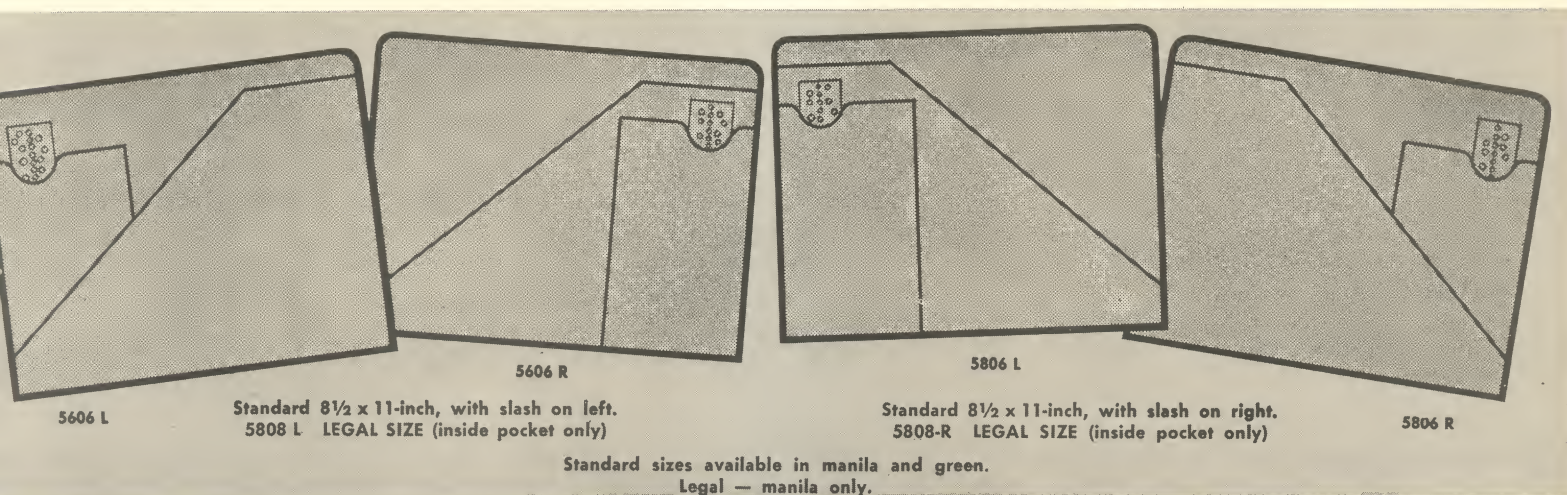 5606 L
5606 R
Standard 8½ x 11-inch, with slash on left.
5808 L LEGAL SIZE (inside pocket only)
5806 L
5806 R
Standard 8½ x 11-inch, with slash on right.
5808-R LEGAL SIZE (inside pocket only)
Standard sizes available in manila and green.
Legal — manila only.